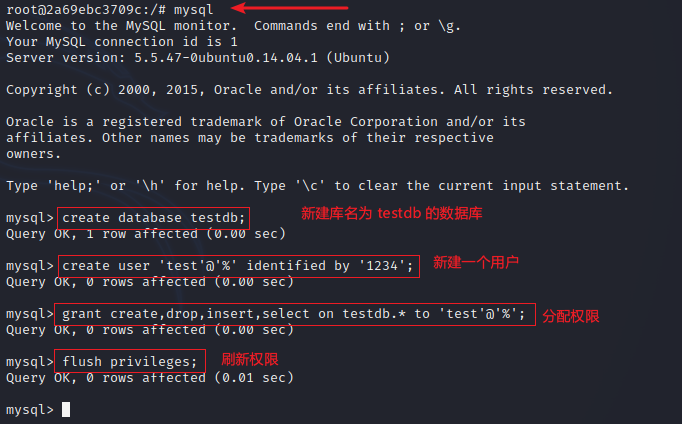 root@2a69ebc3709c:/# mysql
Welcome to the MySQL monitor.  Commands end with ; or \g.
Your MySQL connection id is 1
Server version: 5.5.47-0ubuntu0.14.04.1 (Ubuntu)
Copyright (c) 2000, 2015, Oracle and/or its affiliates. All rights reserved.
Oracle is a registered trademark of Oracle Corporation and/or its
affiliates. Other names may be trademarks of their respective
owners.
Type 'help;' or '\h' for help. Type '\c' to clear the current input statement.
mysql> create database testdb; 新建库名为 testdb 的数据库
Query OK, 1 row affected (0.00 sec)
mysql> create user 'test'@'%' identified by '1234'; 新建一个用户
Query OK, 0 rows affected (0.00 sec)
mysql> grant create,drop,insert,select on testdb.* to 'test'@'%'; 分配权限
Query OK, 0 rows affected (0.00 sec)
mysql> flush privileges; 刷新权限
Query OK, 0 rows affected (0.01 sec)
mysql>